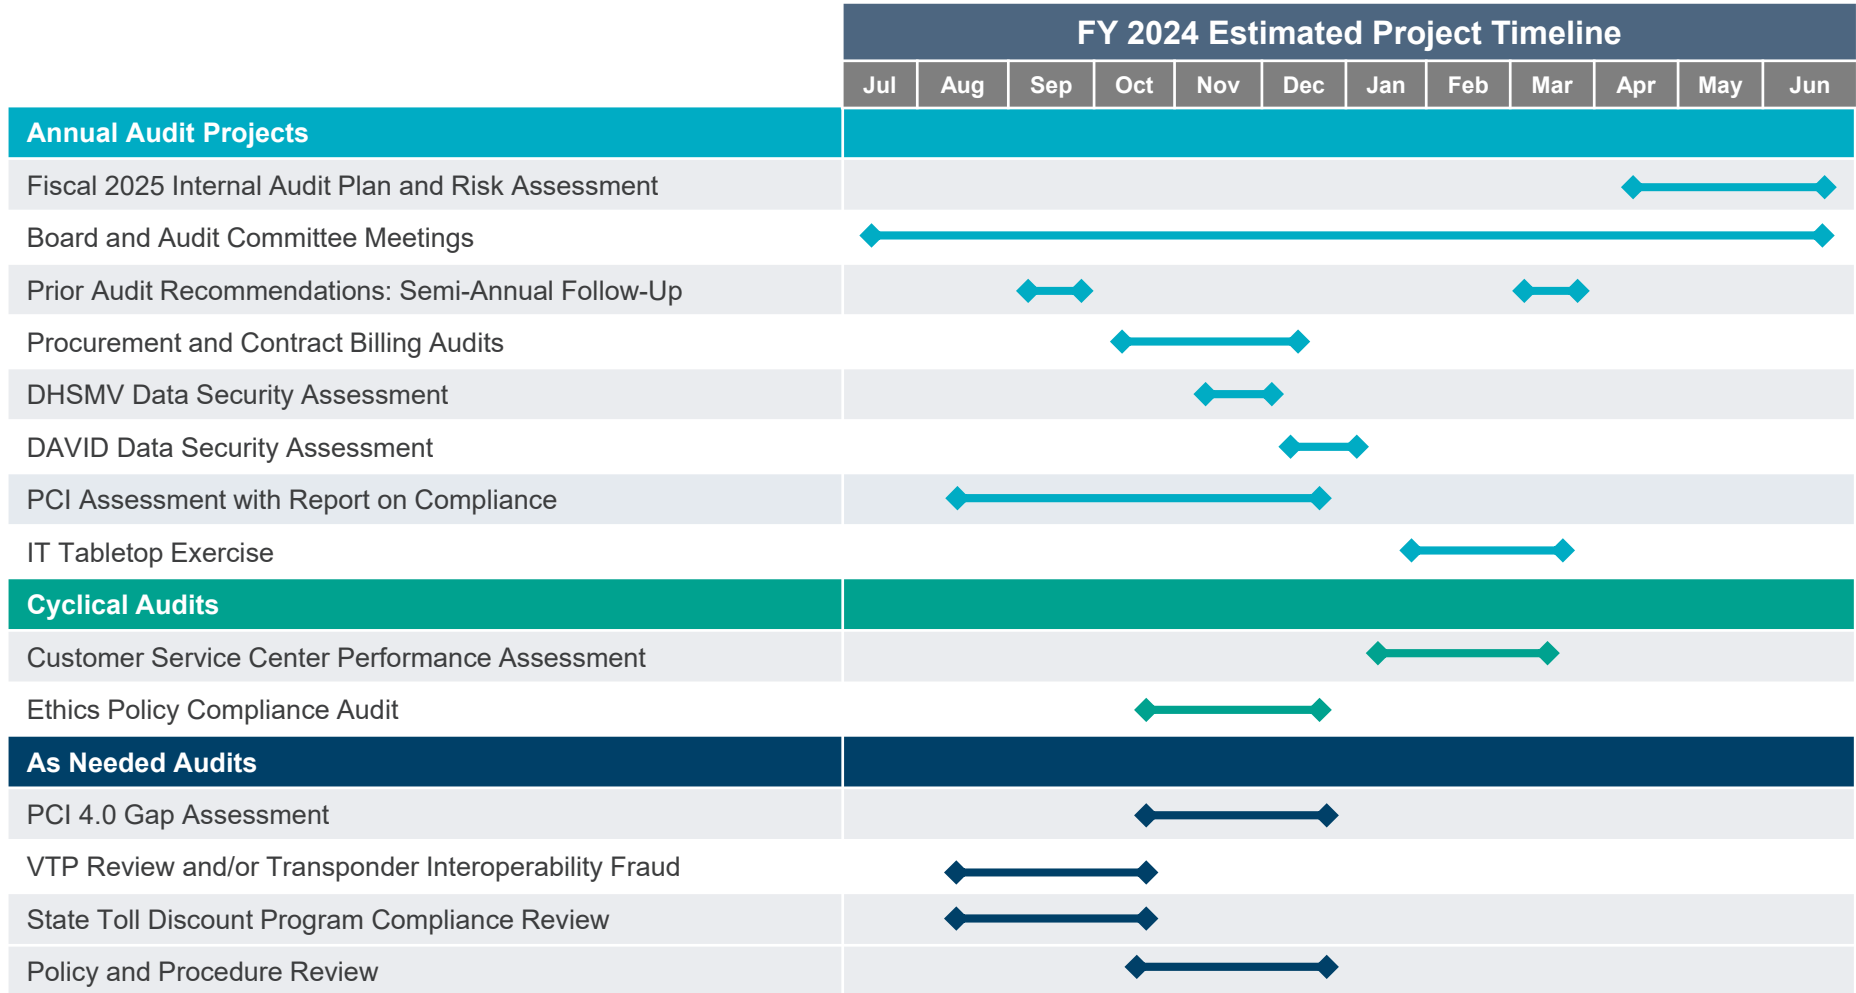 FY 2024 Estimated Project Timeline
Jul Aug Sep Oct Nov Dec Jan Feb Mar Apr May Jun
Annual Audit Projects
Fiscal 2025 Internal Audit Plan and Risk Assessment
Board and Audit Committee Meetings
Prior Audit Recommendations: Semi-Annual Follow-Up
Procurement and Contract Billing Audits
DHSMV Data Security Assessment
DAVID Data Security Assessment
PCI Assessment with Report on Compliance
IT Tabletop Exercise
Cyclical Audits
Customer Service Center Performance Assessment
Ethics Policy Compliance Audit
As Needed Audits
PCI 4.0 Gap Assessment
VTP Review and/or Transponder Interoperability Fraud
State Toll Discount Program Compliance Review
Policy and Procedure Review